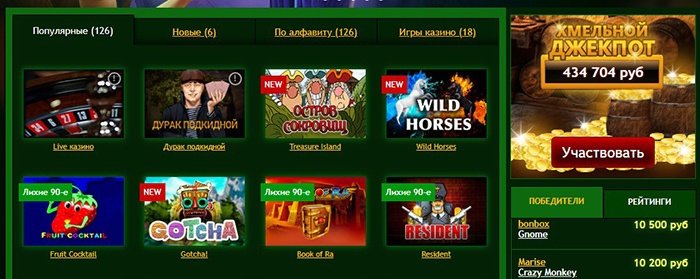 Популярные (126)
Новые (6)
По алфавиту (126)
Игры казино (18)
ДУРАК ПОДКИДНОЙ
NEW
ОСТРОВ
СОКРОВИЩ
NEW
WILD
HORSES
Live казино
Дурак подкидной
Treasure Island
Wild Horses
Лихие 90-е
FRUIT COCKTAIL
NEW
GOTCHA
Лихие 90-е
Лихие 90-е
RESIDENT
Fruit Cocktail
Gotcha!
Book of Ra
Resident
ХМЕЛЬНОЙ
ДЖЕКПОТ
434 704 руб
Участвовать
ПОБЕДИТЕЛИ
РЕЙТИНГИ
bonbox
10 500 руб
Gnome
Marise
10 200 руб
Crazy Monkey